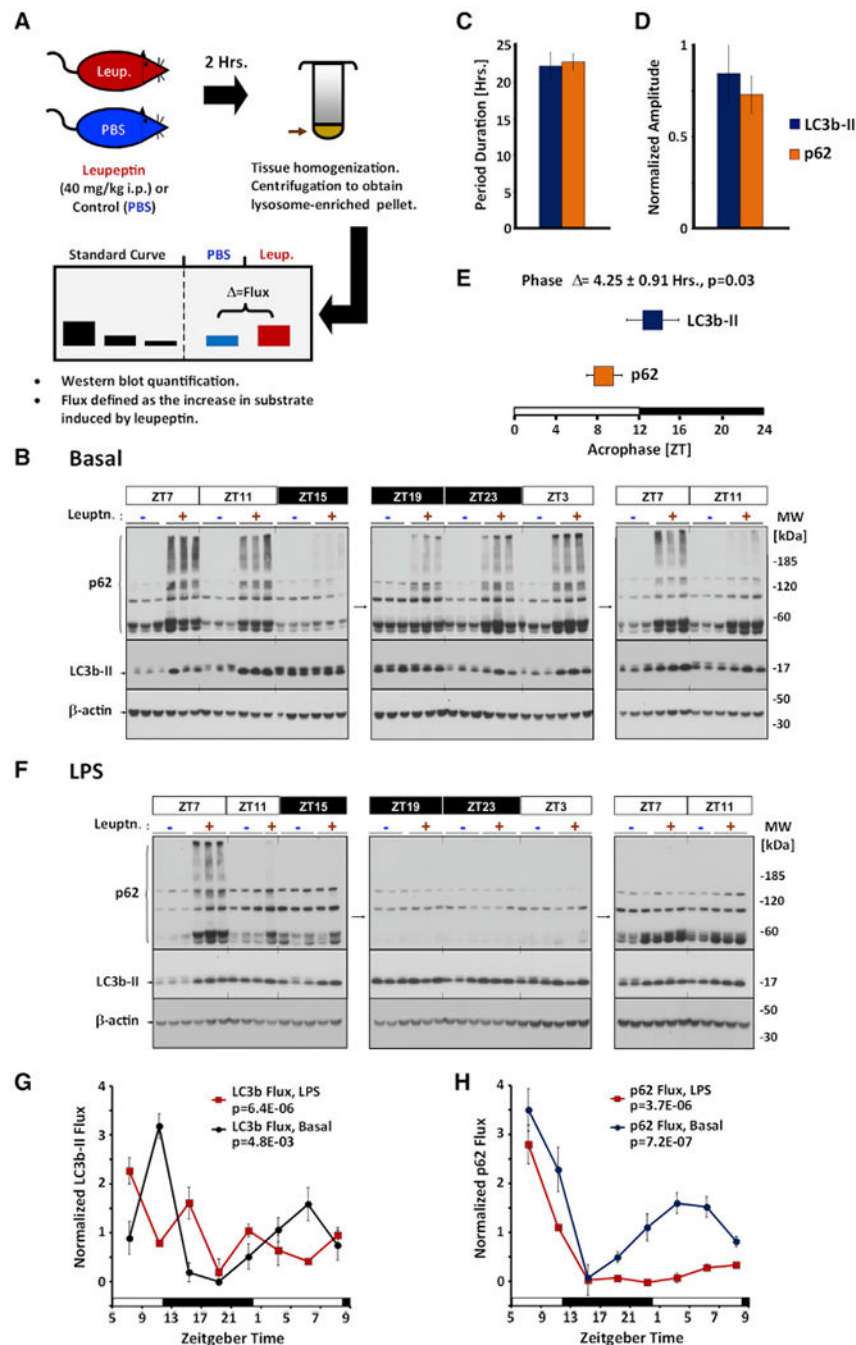 A
Leup.
PBS
2 Hrs.
Leupeptin
(40 mg/kg i.p.) or
Control (PBS)
Tissue homogenization.
Centrifugation to obtain
lysosome-enriched pellet.
Standard Curve
PBS
Leup.
Δ=Flux
• Western blot quantification.
• Flux defined as the increase in substrate
induced by leupeptin.
C
Period Duration [Hrs.]
25
20
15
10
5
0
D
Normalized Amplitude
1
0.5
0
LC3b-II
p62
E
Phase Δ= 4.25 ± 0.91 Hrs., p=0.03
LC3b-II
p62
0 4 8 12 16 20 24
Acrophase [ZT]
B Basal
ZT7 ZT11 ZT15 ZT19 ZT23 ZT3 ZT7 ZT11
Leuptn. : - + - + - + - + - + - + - + - + MW
[kDa]
p62
-185
-120
-60
LC3b-II
-17
β-actin
-50
-30
F LPS
ZT7 ZT11 ZT15 ZT19 ZT23 ZT3 ZT7 ZT11
Leuptn. : - + - + - + - + - + - + - + - + MW
[kDa]
p62
-185
-120
-60
LC3b-II
-17
β-actin
-50
-30
G
Normalized LC3b-II Flux
4
3
2
1
0
LC3b Flux, LPS
p=6.4E-06
LC3b Flux, Basal
p=4.8E-03
5 9 13 17 21 1 5 9
Zeitgeber Time
H
Normalized p62 Flux
4
3
2
1
0
p62 Flux, LPS
p=3.7E-06
p62 Flux, Basal
p=7.2E-07
5 9 13 17 21 1 5 9
Zeitgeber Time